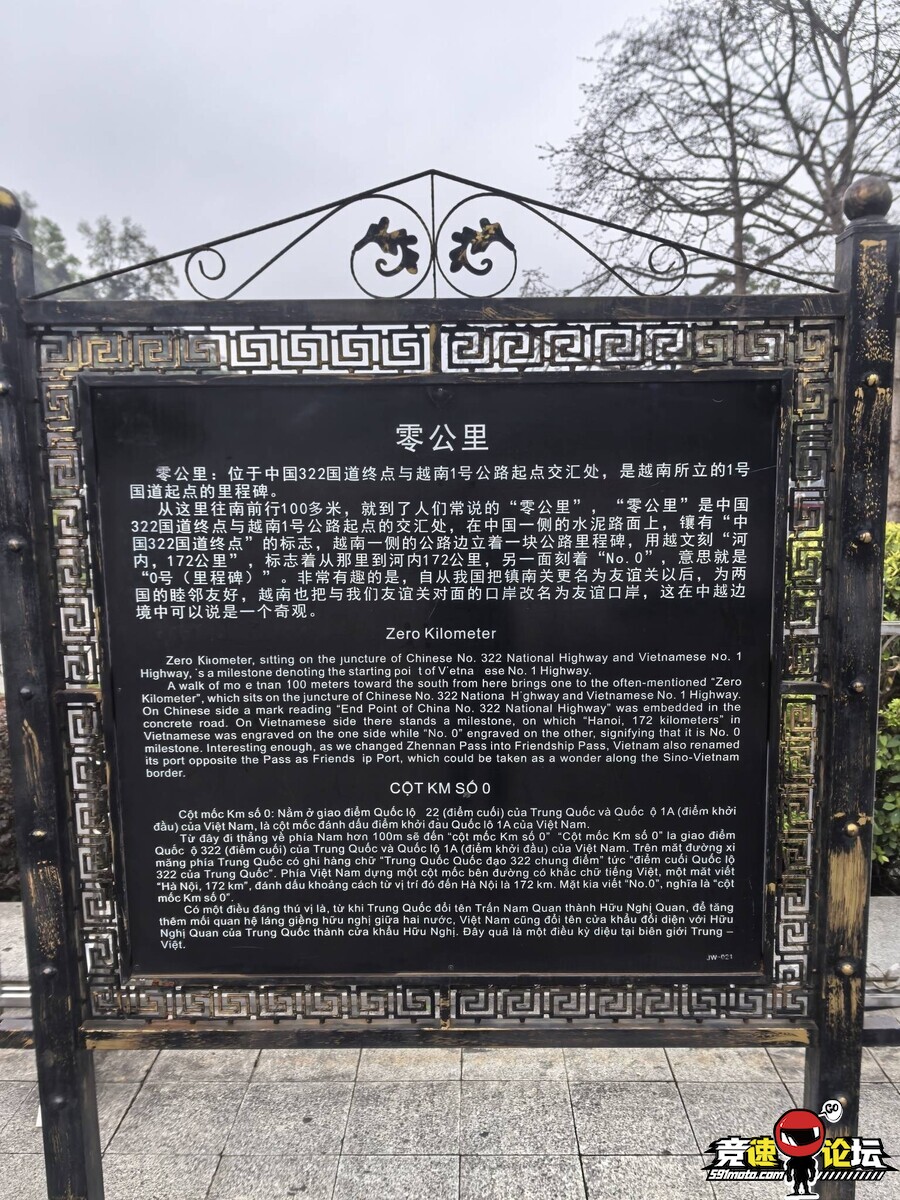 零公里
零公里：位于中国322国道终点与越南1号公路起点交汇处，是越南所立的1号
国道起点的里程碑。
从这里往南前行100多米，就到了人们常说的“零公里”，“零公里”是中国
322国道终点与越南1号公路起点的交汇处，在中国一侧的水泥路面上，镶有“中
国322国道终点”的标志，越南一侧的公路边立着一块公路里程碑，用越文刻“河
内，172公里”，标志着从那里到河内172公里，另一面刻着“No.0”，意思就是
“0号（里程碑）”。非常有趣的是，自从我国把镇南关更名为友谊关以后，为两
国的睦邻友好，越南也把与我们友谊关对面的口岸改名为友谊口岸，这在中越边
境中可以说是一个奇观。
Zero Kilometer
Zero Kilometer, sitting on the juncture of Chinese No. 322 National Highway and Vietnamese No. 1
Highway, s a milestone denoting the starting poi t of V etna ese No. 1 Highway.
A walk of mo e than 100 meters toward the south from here brings one to the often-mentioned “Zero
Kilometer”, which sits on the juncture of Chinese No. 322 Nationa H ghway and Vietnamese No. 1 Highway.
On Chinese side a mark reading “End Point of China No. 322 National Highway” was embedded in the
concrete road. On Vietnamese side there stands a milestone, on which “Hanoi, 172 kilometers” in
Vietnamese was engraved on the one side while “No. 0” engraved on the other, signifying that it is No. 0
milestone. Interesting enough, as we changed Zhennan Pass into Friendship Pass, Vietnam also renamed
its port opposite the Pass as Friends ip Port, which could be taken as a wonder along the Sino-Vietnam
border.
CỘT KM SỐ 0
Cột mốc Km số 0: Nằm ở giao điểm Quốc lộ 22 (điểm cuối) của Trung Quốc và Quốc ộ 1A (điểm khởi
đầu) của Việt Nam, là cột mốc đánh dấu điểm khởi đầu Quốc lộ 1A của Việt Nam.
Từ đây đi thẳng về phía Nam hơn 100m sẽ đến “cột mốc Km số 0” “Cột mốc Km số 0” la giao điểm
Quốc ộ 322 (điểm cuối) của Trung Quốc và Quốc lộ 1A (điểm khởi đầu) của Việt Nam. Trên mặt đường xi
măng phía Trung Quốc có ghi hàng chữ “Trung Quốc Quốc đạo 322 chung điểm” tức “điểm cuối Quốc lộ
322 của Trung Quốc”. Phía Việt Nam dựng một cột mốc bên đường có khắc chữ tiếng Việt, một mặt viết
“Hà Nội, 172 km”, đánh dấu khoảng cách từ vị trí đó đến Hà Nội là 172 km. Mặt kia viết “No.0”, nghĩa là “cột
mốc Km số 0”.
Có một điều đáng thú vị là, từ khi Trung Quốc đổi tên Trấn Nam Quan thành Hữu Nghị Quan, để tăng
thêm mối quan hệ láng giềng hữu nghị giữa hai nước, Việt Nam cũng đổi tên cửa khẩu đối diện với Hữu
Nghị Quan của Trung Quốc thành cửa khẩu Hữu Nghị. Đây quả là một điều kỳ diệu tại biên giới Trung –
Việt.
JW-021
GO
竞速论坛
591moto.com